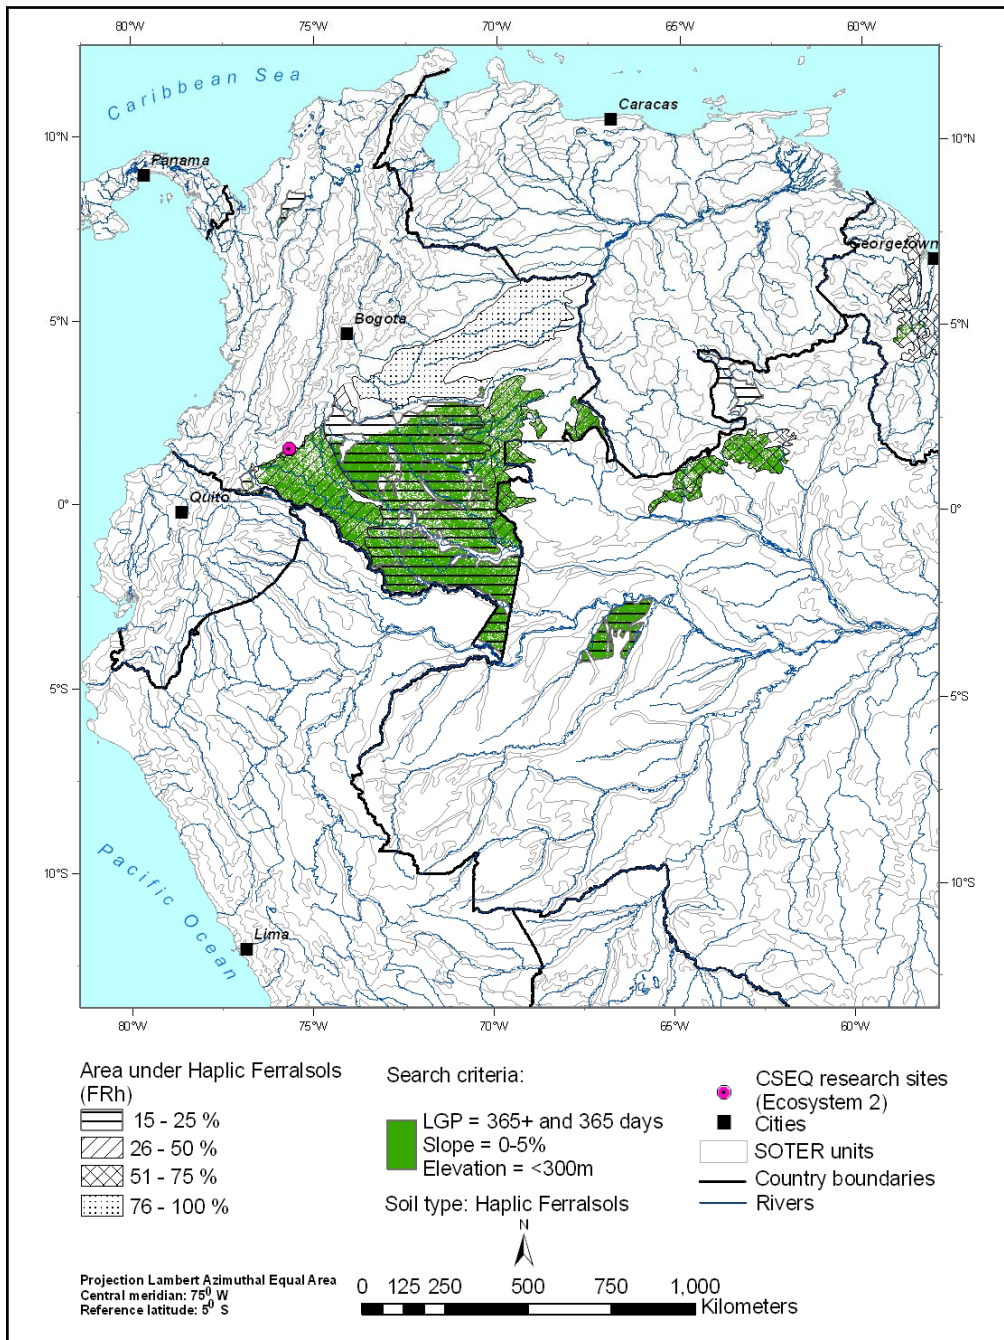 80°W 75°W 70°W 65°W 60°W
Caribbean Sea
Caracas
10°N 10°N
Panama
Georgetown
5°N 5°N
Bogota
Quito
0° 0°
5°S 5°S
10°S 10°S
Pacific Ocean
Lima
80°W 75°W 70°W 65°W 60°W
Area under Haplic Ferralsols
(FRh)
15 - 25 %
26 - 50 %
51 - 75 %
76 - 100 %
Search criteria:
LGP = 365+ and 365 days
Slope = 0-5%
Elevation = <300m
Soil type: Haplic Ferralsols
CSEQ research sites
(Ecosystem 2)
Cities
SOTER units
Country boundaries
Rivers
N
Projection Lambert Azimuthal Equal Area
Central meridian: 75⁰ W
Reference latitude: 5⁰ S
0 125 250 500 750 1,000
Kilometers